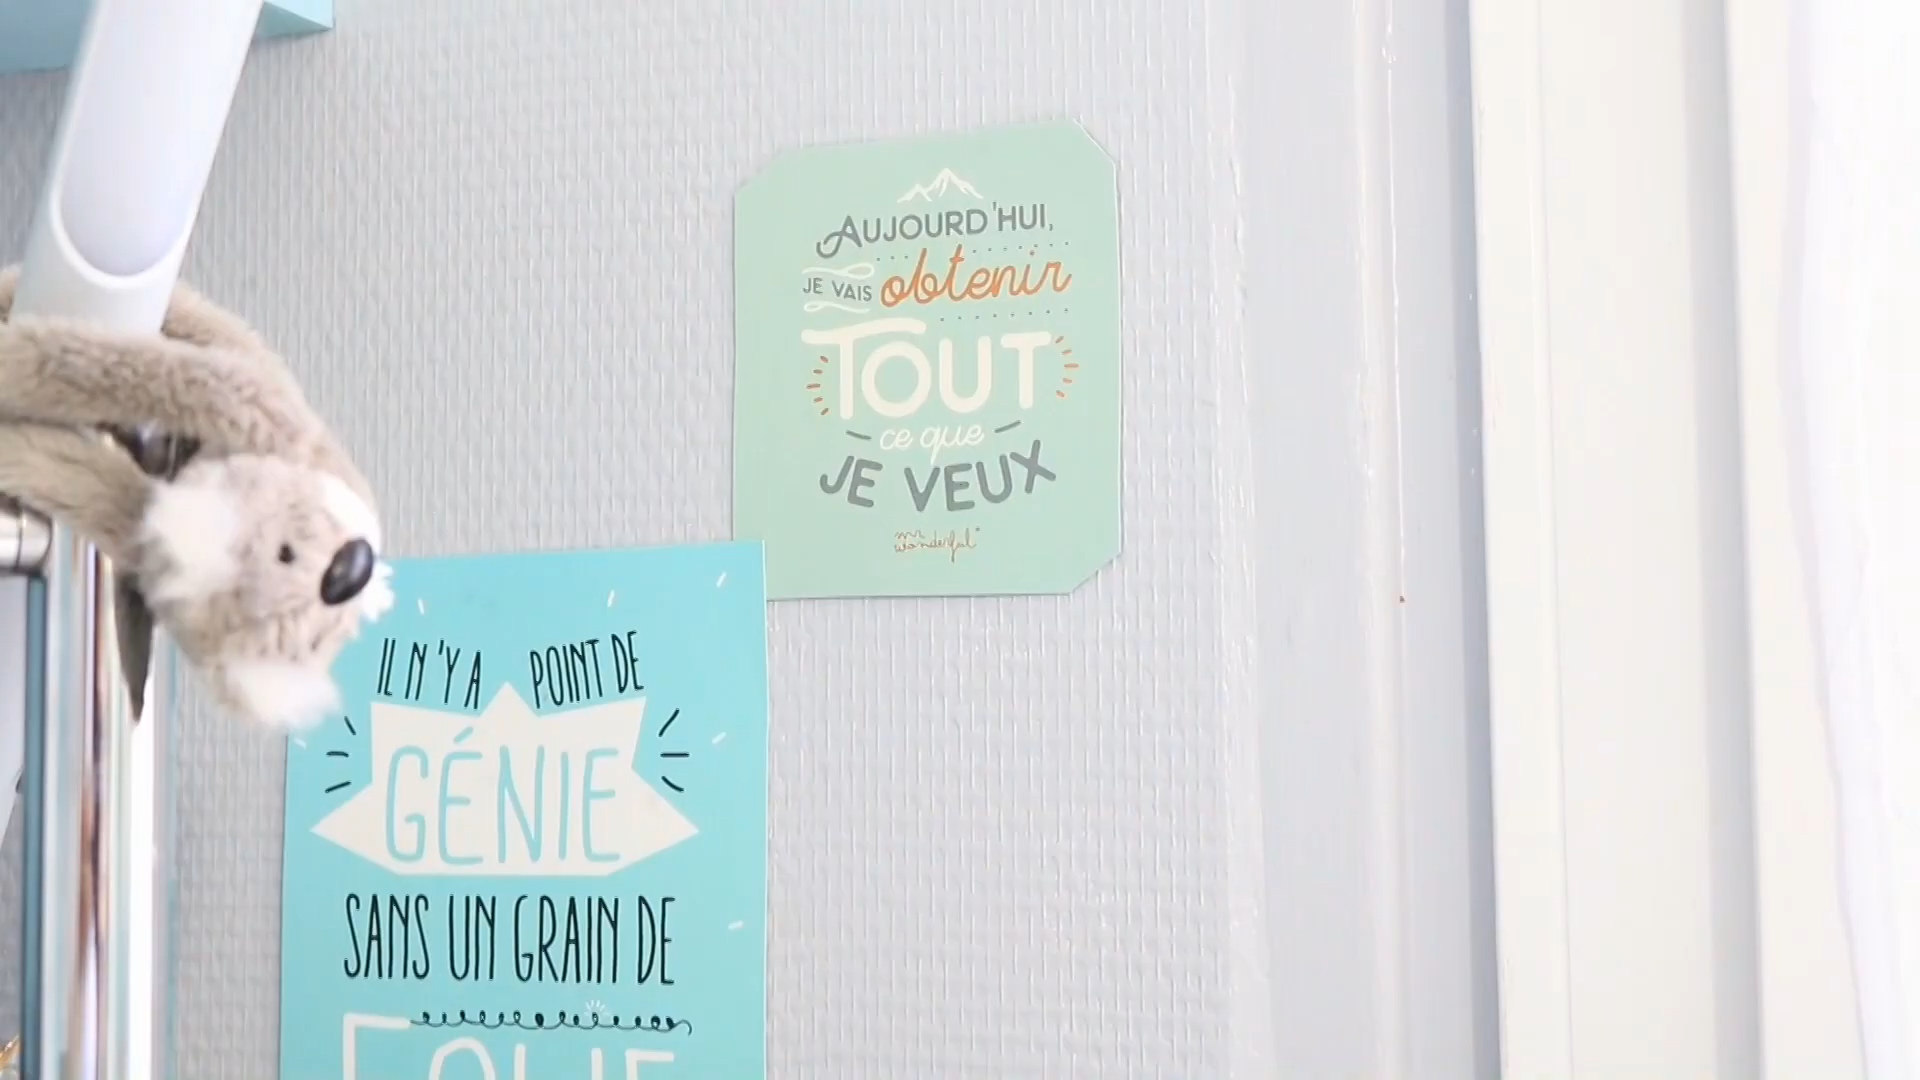 AUJOURD'HUI,
JE VAIS obtenir
TOUT
ce que
JE VEUX
mr
wonderful
IL N'Y A POINT DE
GÉNIE
SANS UN GRAIN DE
FOLIE